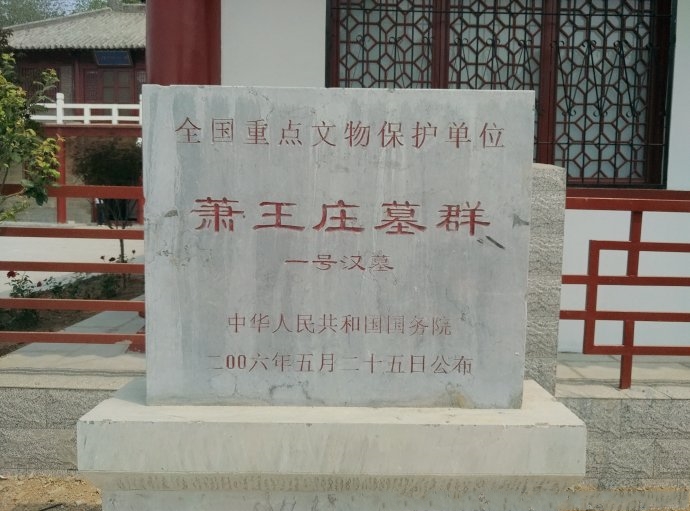 全国重点文物保护单位
萧王庄墓群
一号汉墓
中华人民共和国国务院
二00六年五月二十五日公布